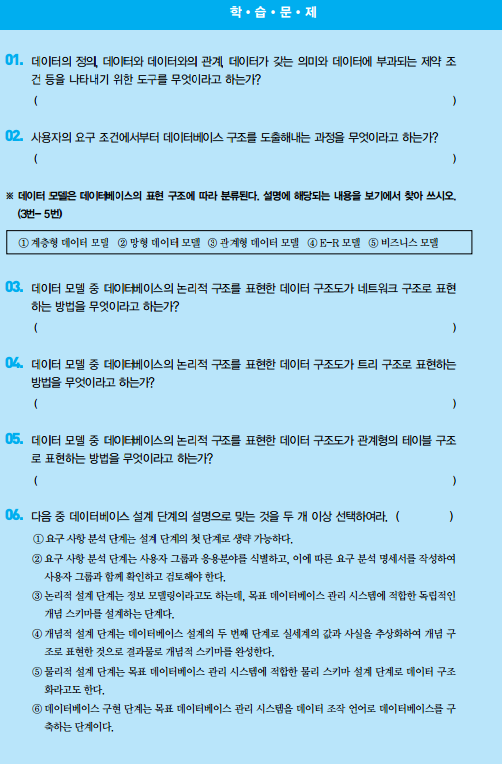 학•습•문•제
01. 데이터의 정의, 데이터와 데이터와의 관계, 데이터가 갖는 의미와 데이터에 부과되는 제약 조
건 등을 나타내기 위한 도구를 무엇이라고 하는가?
( )
02. 사용자의 요구 조건에서부터 데이터베이스 구조를 도출해내는 과정을 무엇이라고 하는가?
( )
※ 데이터 모델은 데이터베이스의 표현 구조에 따라 분류된다. 설명에 해당되는 내용을 보기에서 찾아 쓰시오.
(3번- 5번)
① 계층형 데이터 모델 ② 망형 데이터 모델 ③ 관계형 데이터 모델 ④ E-R 모델 ⑤ 비즈니스 모델
03. 데이터 모델 중 데이터베이스의 논리적 구조를 표현한 데이터 구조도가 네트워크 구조로 표현
하는 방법을 무엇이라고 하는가?
( )
04. 데이터 모델 중 데이터베이스의 논리적 구조를 표현한 데이터 구조도가 트리 구조로 표현하는
방법을 무엇이라고 하는가?
( )
05. 데이터 모델 중 데이터베이스의 논리적 구조를 표현한 데이터 구조도가 관계형의 테이블 구조
로 표현하는 방법을 무엇이라고 하는가?
( )
06. 다음 중 데이터베이스 설계 단계의 설명으로 맞는 것을 두 개 이상 선택하여라. ( )
① 요구 사항 분석 단계는 설계 단계의 첫 단계로 생략 가능하다.
② 요구 사항 분석 단계는 사용자 그룹과 응용분야를 식별하고, 이에 따른 요구 분석 명세서를 작성하여
사용자 그룹과 함께 확인하고 검토해야 한다.
③ 논리적 설계 단계는 정보 모델링이라고도 하는데, 목표 데이터베이스 관리 시스템에 적합한 독립적인
개념 스키마를 설계하는 단계다.
④ 개념적 설계 단계는 데이터베이스 설계의 두 번째 단계로 실세계의 값과 사실을 추상화하여 개념 구
조로 표현한 것으로 결과물로 개념적 스키마를 완성한다.
⑤ 물리적 설계 단계는 목표 데이터베이스 관리 시스템에 적합한 물리 스키마 설계 단계로 데이터 구조
화라고도 한다.
⑥ 데이터베이스 구현 단계는 목표 데이터베이스 관리 시스템을 데이터 조작 언어로 데이터베이스를 구
축하는 단계이다.